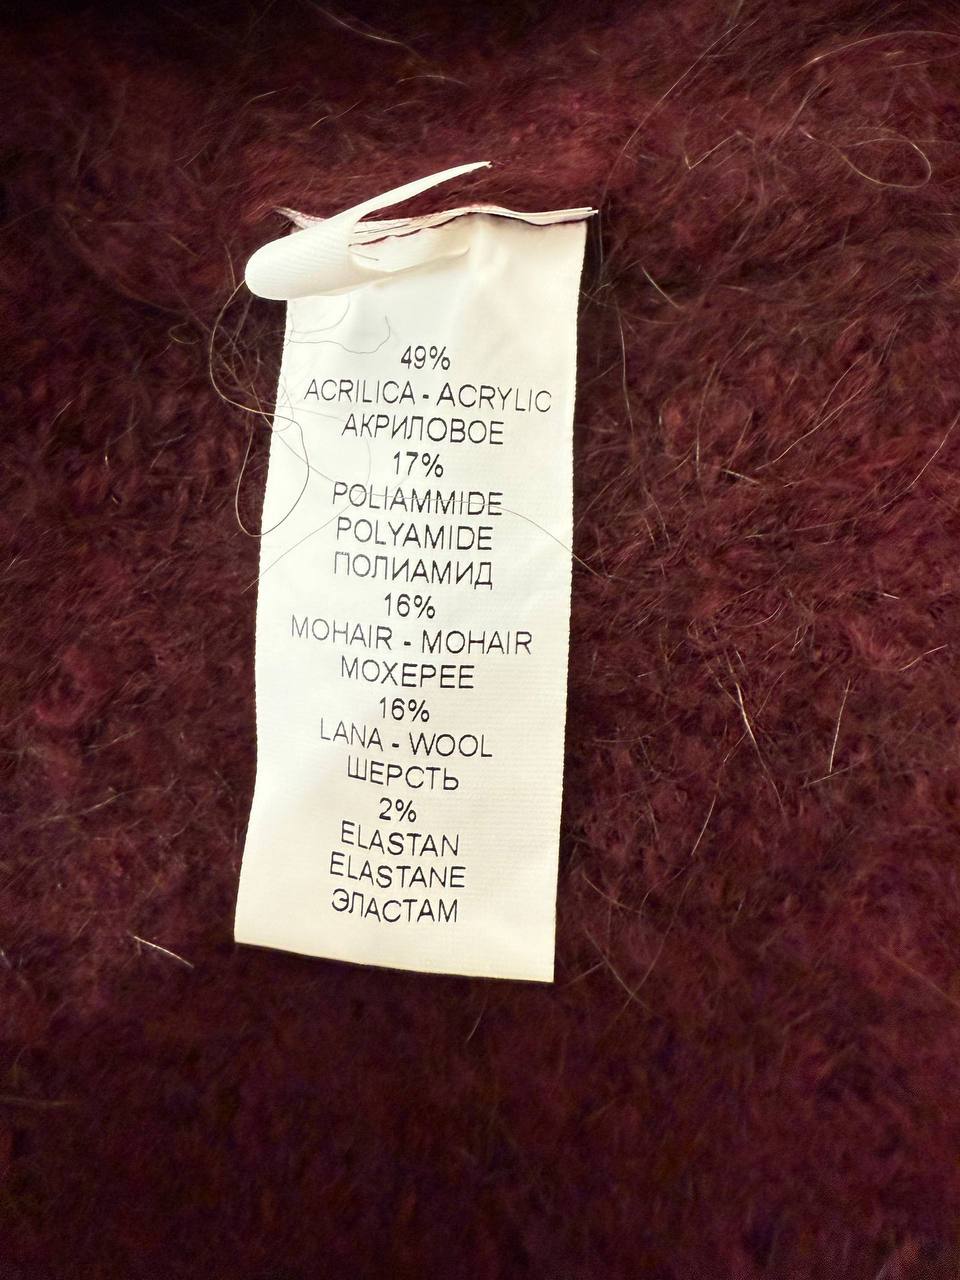 49%
ACRILICA - ACRYLIC
АКРИЛОВОЕ
17%
POLIAMMIDE
POLYAMIDE
ПОЛИАМИД
16%
MOHAIR - MOHAIR
МОХЕРЕЕ
16%
LANA - WOOL
ШЕРСТЬ
2%
ELASTAN
ELASTANE
ЭЛАСТАМ